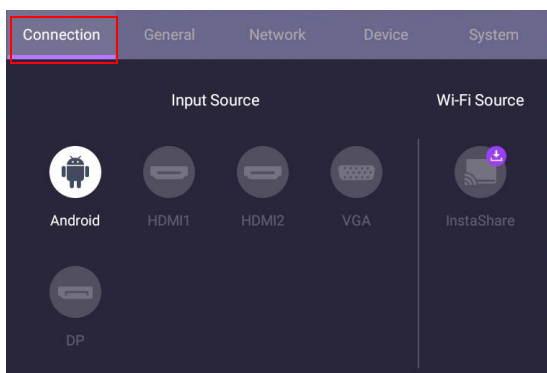 Connection General Network Device System
Input Source Wi-Fi Source
Android HDMI1 HDMI2 VGA InstaShare
DP